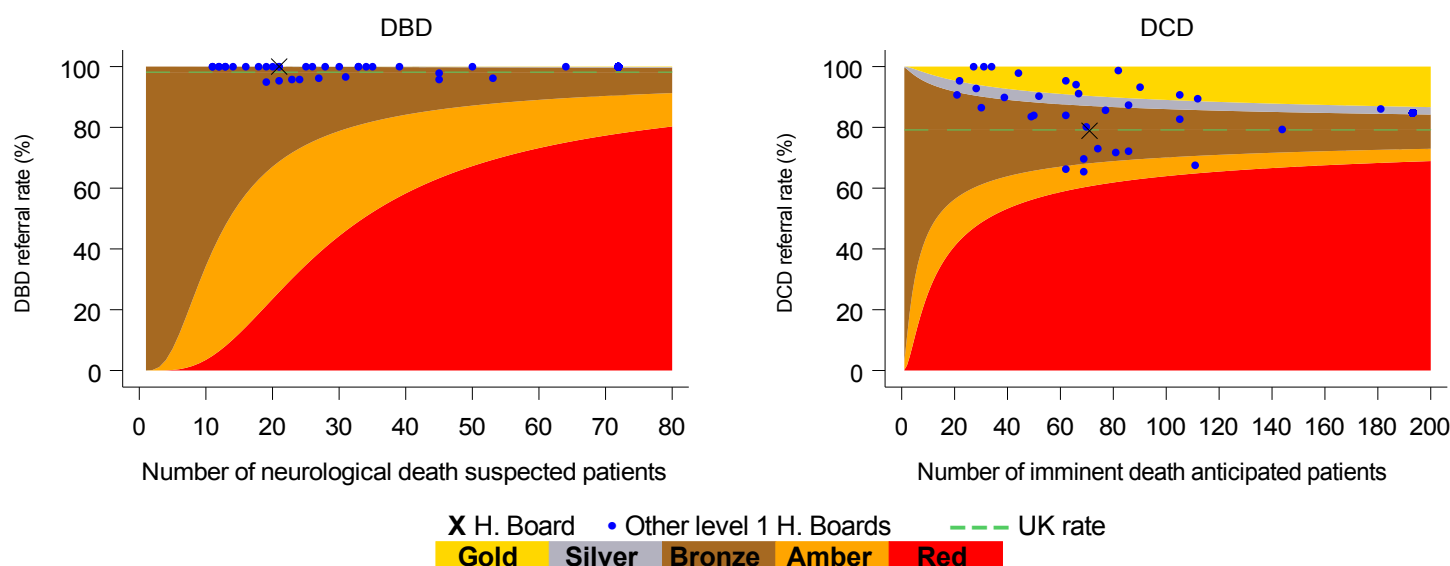 DBD
DBD referral rate (%)
100
80
60
40
20
0
0 10 20 30 40 50 60 70 80
Number of neurological death suspected patients
DCD
DCD referral rate (%)
100
80
60
40
20
0
0 20 40 60 80 100 120 140 160 180 200
Number of imminent death anticipated patients
X H. Board Other level 1 H. Boards UK rate
Gold Silver Bronze Amber Red